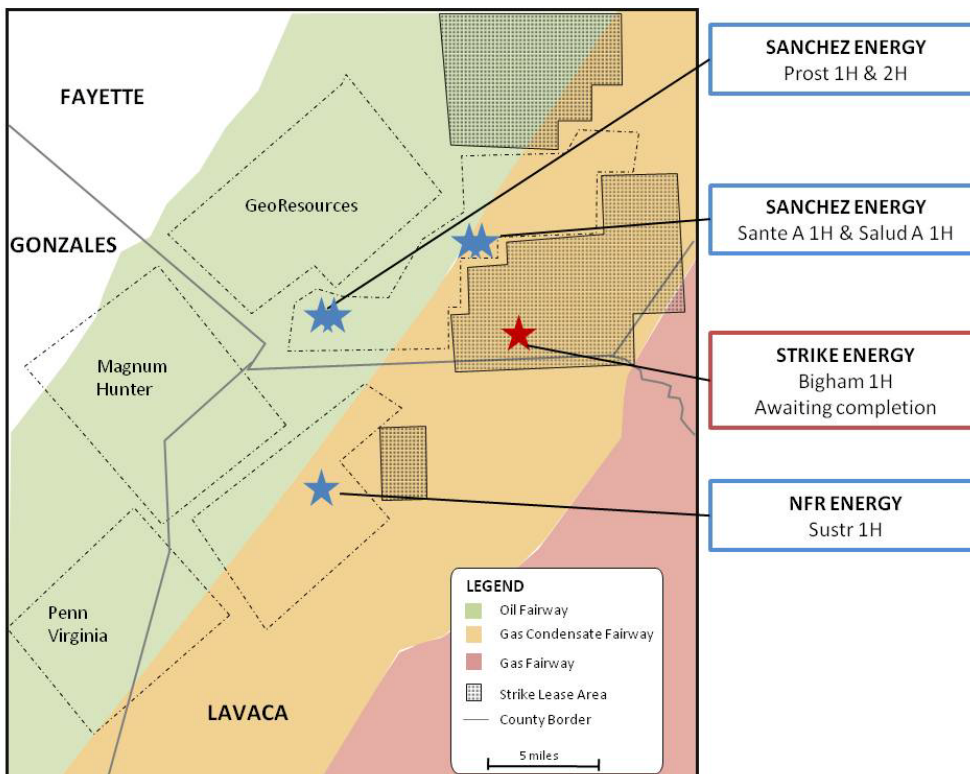 FAYETTE
GONZALES
GeoResources
Magnum
Hunter
Penn
Virginia
LAVACA
SANCHEZ ENERGY
Prost 1H & 2H
SANCHEZ ENERGY
Sante A 1H & Salud A 1H
STRIKE ENERGY
Bigham 1H
Awaiting completion
NFR ENERGY
Sustr 1H
LEGEND
Oil Fairway
Gas Condensate Fairway
Gas Fairway
Strike Lease Area
County Border
5 miles